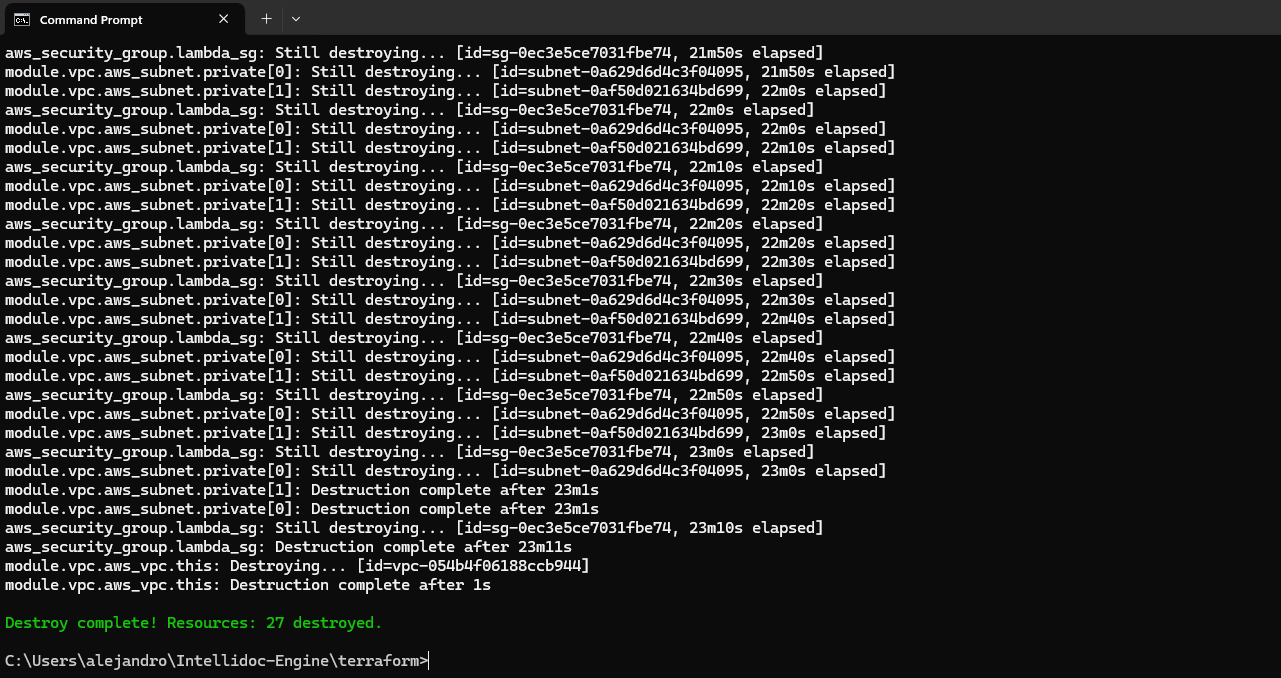 Command Prompt
aws_security_group.lambda_sg: Still destroying... [id=sg-0ec3e5ce7031fbe74, 21m50s elapsed]
module.vpc.aws_subnet.private[0]: Still destroying... [id=subnet-0a629d6d4c3f04095, 21m50s elapsed]
module.vpc.aws_subnet.private[1]: Still destroying... [id=subnet-0af50d021634bd699, 22m0s elapsed]
aws_security_group.lambda_sg: Still destroying... [id=sg-0ec3e5ce7031fbe74, 22m0s elapsed]
module.vpc.aws_subnet.private[0]: Still destroying... [id=subnet-0a629d6d4c3f04095, 22m0s elapsed]
module.vpc.aws_subnet.private[1]: Still destroying... [id=subnet-0af50d021634bd699, 22m10s elapsed]
aws_security_group.lambda_sg: Still destroying... [id=sg-0ec3e5ce7031fbe74, 22m10s elapsed]
module.vpc.aws_subnet.private[0]: Still destroying... [id=subnet-0a629d6d4c3f04095, 22m10s elapsed]
module.vpc.aws_subnet.private[1]: Still destroying... [id=subnet-0af50d021634bd699, 22m20s elapsed]
aws_security_group.lambda_sg: Still destroying... [id=sg-0ec3e5ce7031fbe74, 22m20s elapsed]
module.vpc.aws_subnet.private[0]: Still destroying... [id=subnet-0a629d6d4c3f04095, 22m20s elapsed]
module.vpc.aws_subnet.private[1]: Still destroying... [id=subnet-0af50d021634bd699, 22m30s elapsed]
aws_security_group.lambda_sg: Still destroying... [id=sg-0ec3e5ce7031fbe74, 22m30s elapsed]
module.vpc.aws_subnet.private[0]: Still destroying... [id=subnet-0a629d6d4c3f04095, 22m30s elapsed]
module.vpc.aws_subnet.private[1]: Still destroying... [id=subnet-0af50d021634bd699, 22m40s elapsed]
aws_security_group.lambda_sg: Still destroying... [id=sg-0ec3e5ce7031fbe74, 22m40s elapsed]
module.vpc.aws_subnet.private[0]: Still destroying... [id=subnet-0a629d6d4c3f04095, 22m40s elapsed]
module.vpc.aws_subnet.private[1]: Still destroying... [id=subnet-0af50d021634bd699, 22m50s elapsed]
aws_security_group.lambda_sg: Still destroying... [id=sg-0ec3e5ce7031fbe74, 22m50s elapsed]
module.vpc.aws_subnet.private[0]: Still destroying... [id=subnet-0a629d6d4c3f04095, 22m50s elapsed]
module.vpc.aws_subnet.private[1]: Still destroying... [id=subnet-0af50d021634bd699, 23m0s elapsed]
aws_security_group.lambda_sg: Still destroying... [id=sg-0ec3e5ce7031fbe74, 23m0s elapsed]
module.vpc.aws_subnet.private[0]: Still destroying... [id=subnet-0a629d6d4c3f04095, 23m0s elapsed]
module.vpc.aws_subnet.private[1]: Destruction complete after 23m1s
module.vpc.aws_subnet.private[0]: Destruction complete after 23m1s
aws_security_group.lambda_sg: Still destroying... [id=sg-0ec3e5ce7031fbe74, 23m10s elapsed]
aws_security_group.lambda_sg: Destruction complete after 23m11s
module.vpc.aws_vpc.this: Destroying... [id=vpc-054b4f06188ccb944]
module.vpc.aws_vpc.this: Destruction complete after 1s
Destroy complete! Resources: 27 destroyed.
C:\Users\alejandro\Intellidoc-Engine\terraform>